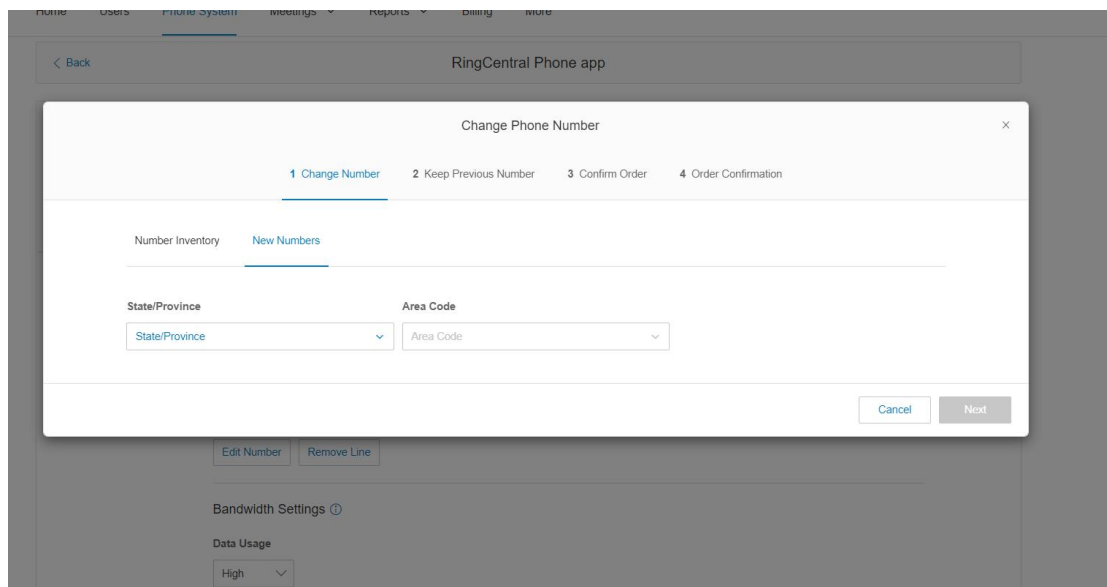 Home Users Phone System Meetings Reports Billing More
< Back RingCentral Phone app
Change Phone Number ×
1 Change Number 2 Keep Previous Number 3 Confirm Order 4 Order Confirmation
Number Inventory New Numbers
State/Province Area Code
State/Province Area Code
Cancel Next
Edit Number Remove Line
Bandwidth Settings
Data Usage
High